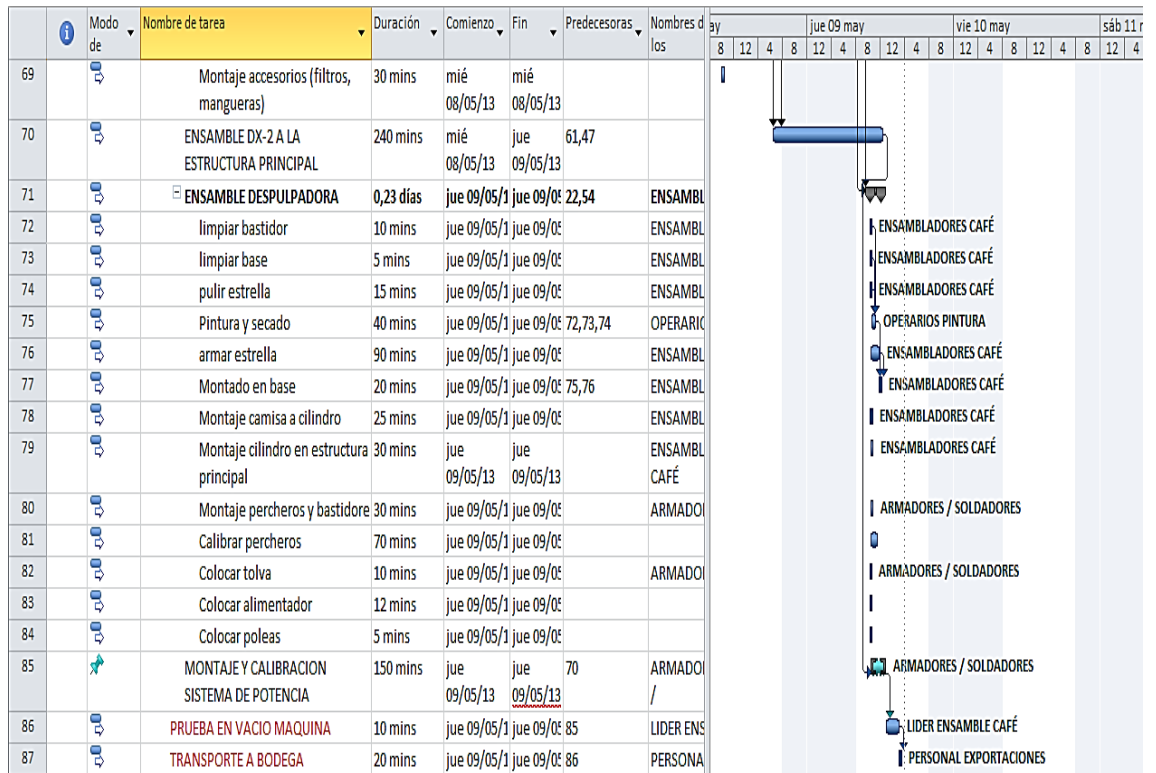 Modo de Nombre de tarea Duración Comienzo Fin Predecesoras Nombres d los
ay jue 09 may vie 10 may sáb 11
8 12 4 8 12 4 8 12 4 8 12 4 8 12 4 8 12 4
69 Montaje accesorios (filtros, mangueras) 30 mins mié 08/05/13 mié 08/05/13
70 ENSAMBLE DX-2 A LA ESTRUCTURA PRINCIPAL 240 mins mié 08/05/13 jue 09/05/13 61,47
71 ENSAMBLE DESPULPADORA 0,23 días jue 09/05/1 jue 09/05 22,54 ENSAMBL
72 limpiar bastidor 10 mins jue 09/05/1 jue 09/05 ENSAMBL ENSAMBLADORES CAFÉ
73 limpiar base 5 mins jue 09/05/1 jue 09/05 ENSAMBL ENSAMBLADORES CAFÉ
74 pulir estrella 15 mins jue 09/05/1 jue 09/05 ENSAMBL ENSAMBLADORES CAFÉ
75 Pintura y secado 40 mins jue 09/05/1 jue 09/05 72,73,74 OPERARIO OPERARIOS PINTURA
76 armar estrella 90 mins jue 09/05/1 jue 09/05 ENSAMBL ENSAMBLADORES CAFÉ
77 Montado en base 20 mins jue 09/05/1 jue 09/05 75,76 ENSAMBL ENSAMBLADORES CAFÉ
78 Montaje camisa a cilindro 25 mins jue 09/05/1 jue 09/05 ENSAMBL ENSAMBLADORES CAFÉ
79 Montaje cilindro en estructura principal 30 mins jue 09/05/13 jue 09/05/13 ENSAMBL CAFÉ ENSAMBLADORES CAFÉ
80 Montaje percheros y bastidore 30 mins jue 09/05/1 jue 09/05 ARMADO ARMADORES / SOLDADORES
81 Calibrar percheros 70 mins jue 09/05/1 jue 09/05
82 Colocar tolva 10 mins jue 09/05/1 jue 09/05 ARMADO ARMADORES / SOLDADORES
83 Colocar alimentador 12 mins jue 09/05/1 jue 09/05
84 Colocar poleas 5 mins jue 09/05/1 jue 09/05
85 MONTAJE Y CALIBRACION SISTEMA DE POTENCIA 150 mins jue 09/05/13 jue 09/05/13 70 ARMADO / ARMADORES / SOLDADORES
86 PRUEBA EN VACIO MAQUINA 10 mins jue 09/05/1 jue 09/05 85 LIDER ENS LIDER ENSAMBLE CAFÉ
87 TRANSPORTE A BODEGA 20 mins jue 09/05/1 jue 09/05 86 PERSONA PERSONAL EXPORTACIONES